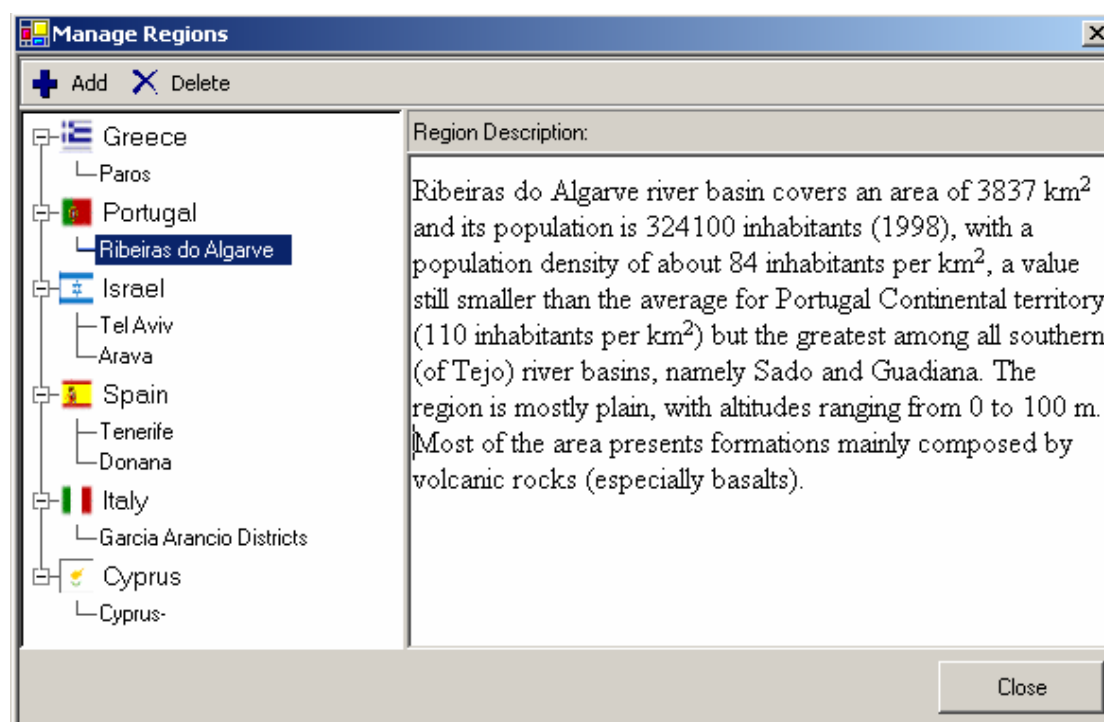 Manage Regions
Add Delete
Greece
Paros
Portugal
Ribeiras do Algarve
Israel
Tel Aviv
Arava
Spain
Tenerife
Donana
Italy
Garcia Arancio Districts
Cyprus
Cyprus-
Region Description:
Ribeiras do Algarve river basin covers an area of 3837 km²
and its population is 324100 inhabitants (1998), with a
population density of about 84 inhabitants per km², a value
still smaller than the average for Portugal Continental territory
(110 inhabitants per km²) but the greatest among all southern
(of Tejo) river basins, namely Sado and Guadiana. The
region is mostly plain, with altitudes ranging from 0 to 100 m.
Most of the area presents formations mainly composed by
volcanic rocks (especially basalts).
Close